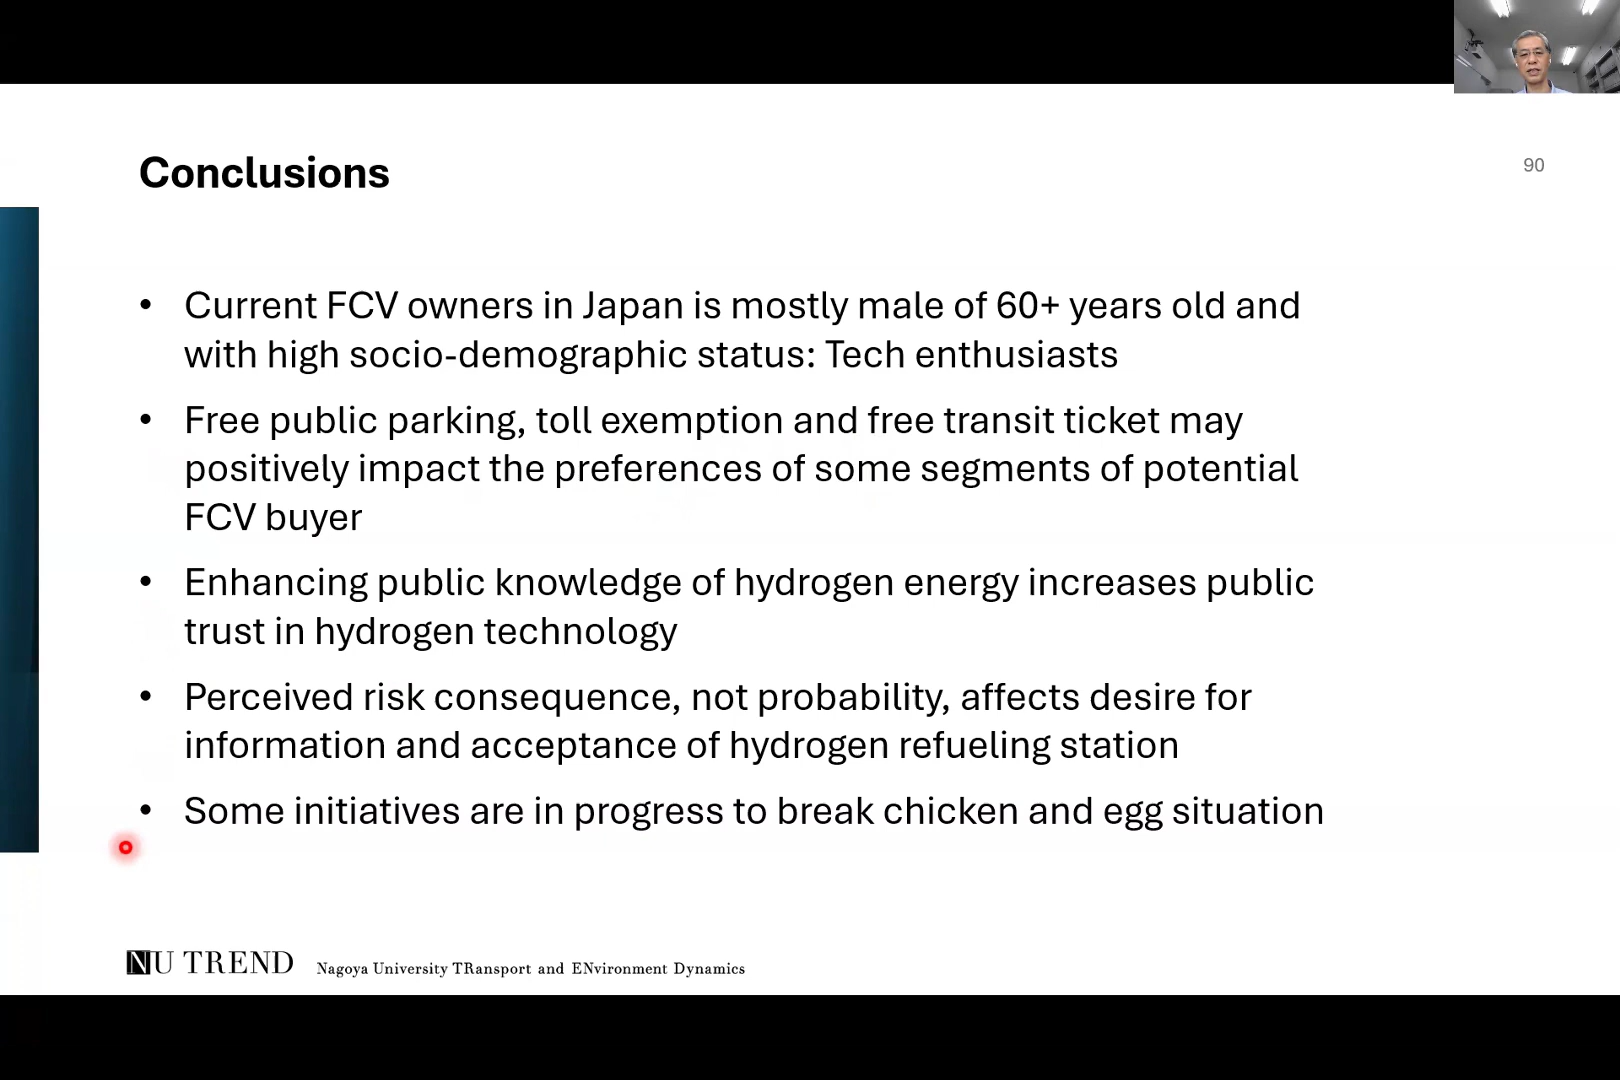 Conclusions
90
• Current FCV owners in Japan is mostly male of 60+ years old and
with high socio-demographic status: Tech enthusiasts
• Free public parking, toll exemption and free transit ticket may
positively impact the preferences of some segments of potential
FCV buyer
• Enhancing public knowledge of hydrogen energy increases public
trust in hydrogen technology
• Perceived risk consequence, not probability, affects desire for
information and acceptance of hydrogen refueling station
• Some initiatives are in progress to break chicken and egg situation
NU TREND Nagoya University TRansport and ENvironment Dynamics